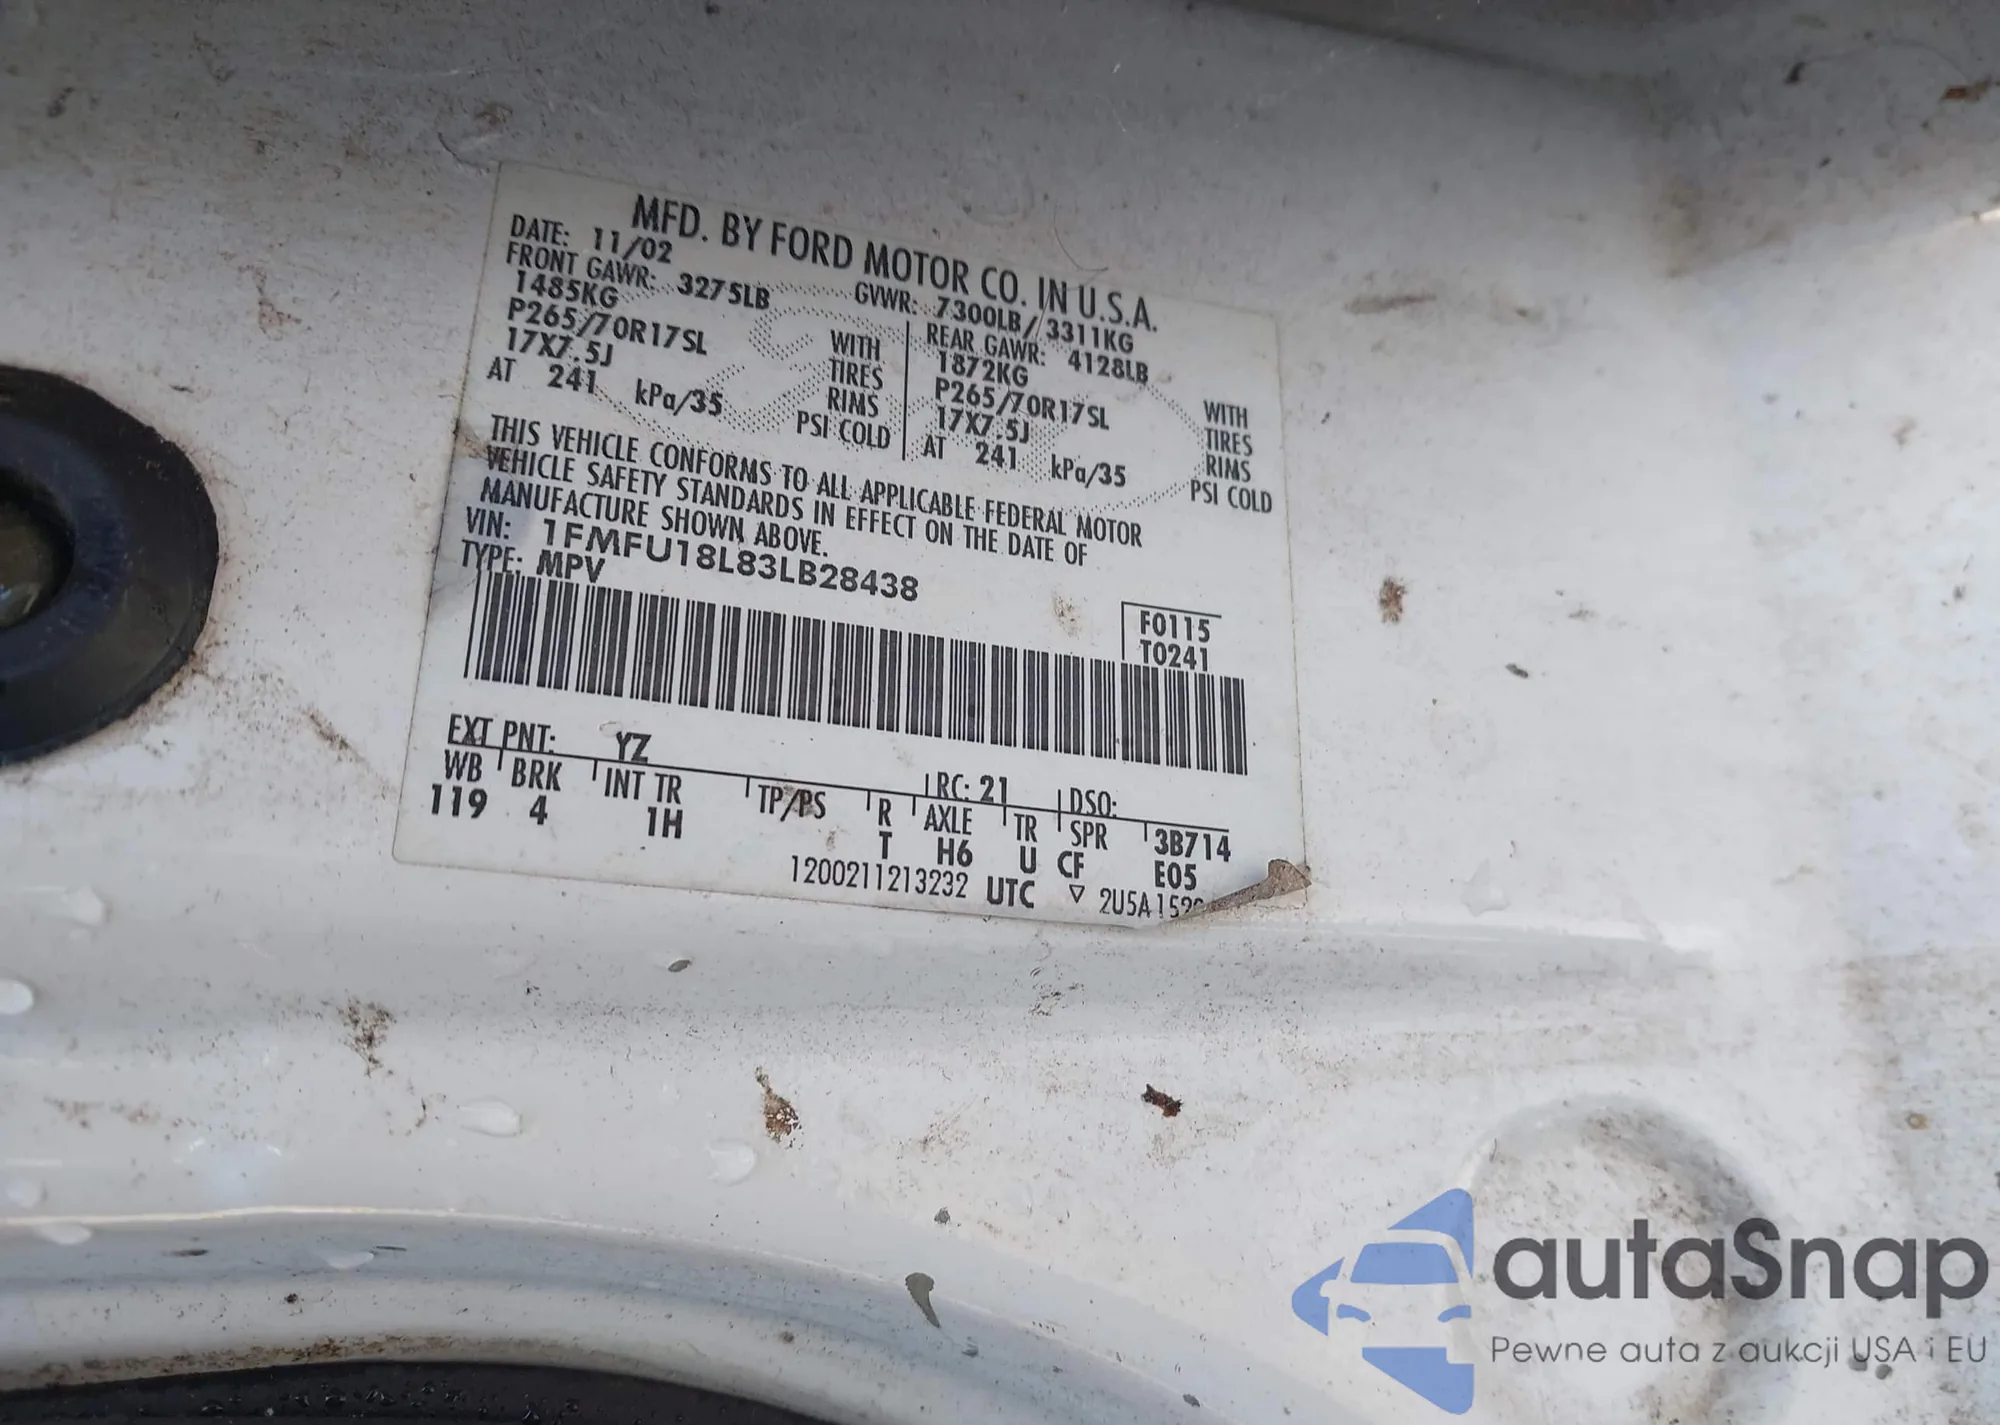 MFD. BY FORD MOTOR CO. IN U.S.A.
DATE: 11/02 GVWR: 7300LB/ 3311KG
FRONT GAWR: 3275LB REAR GAWR: 4128LB
1485KG WITH 1872KG WITH
P265/70R17SL TIRES P265/70R17SL TIRES
17X7.5J RIMS 17X7.5J RIMS
AT 241 kPa/35 PSI COLD AT 241 kPa/35 PSI COLD
THIS VEHICLE CONFORMS TO ALL APPLICABLE FEDERAL MOTOR
VEHICLE SAFETY STANDARDS IN EFFECT ON THE DATE OF
MANUFACTURE SHOWN ABOVE.
VIN: 1FMFU18L83LB28438
TYPE: MPV
F0115
T0241
EXT PNT: YZ RC: 21 DSO:
WB BRK INT TR TP/PS R AXLE TR SPR 3B714
119 4 1H T H6 U CF E05
1200211213232 UTC ▽ 2U5A
autaSnap
Pewne auta z aukcji USA i EU